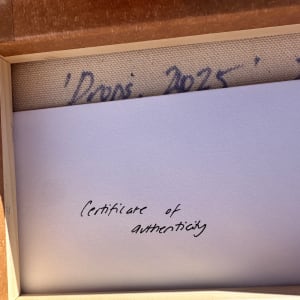 'Drops, 2025'
Certificate of
authenticity